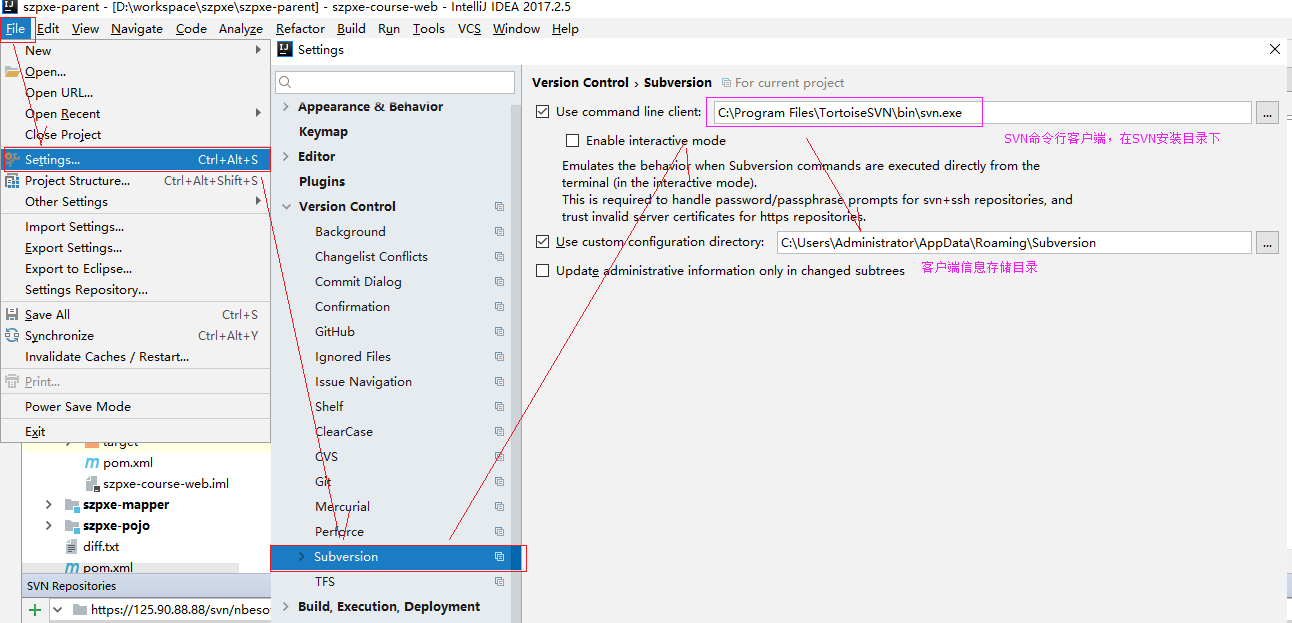 szpxe-parent - [D:\workspace\szpxe\szpxe-parent] - szpxe-course-web - IntelliJ IDEA 2017.2.5
File Edit View Navigate Code Analyze Refactor Build Run Tools VCS Window Help
New
Open...
Open URL...
Open Recent
Close Project
Settings... Ctrl+Alt+S
Project Structure... Ctrl+Alt+Shift+S
Other Settings
Import Settings...
Export Settings...
Export to Eclipse...
Settings Repository...
Save All Ctrl+S
Synchronize Ctrl+Alt+Y
Invalidate Caches / Restart...
Print...
Power Save Mode
Exit
target
pom.xml
szpxe-course-web.iml
szpxe-mapper
szpxe-pojo
diff.txt
pom.xml
SVN Repositories
https://125.90.88.88/svn/nbeso
Settings
Appearance & Behavior
Keymap
Editor
Plugins
Version Control
Background
Changelist Conflicts
Commit Dialog
Confirmation
GitHub
Ignored Files
Issue Navigation
Shelf
ClearCase
CVS
Git
Mercurial
Perforce
Subversion
TFS
Build, Execution, Deployment
Version Control › Subversion For current project
Use command line client: C:\Program Files\TortoiseSVN\bin\svn.exe ...
SVN命令行客户端，在SVN安装目录下
Enable interactive mode
Emulates the behavior when Subversion commands are executed directly from the
terminal (in the interactive mode).
This is required to handle password/passphrase prompts for svn+ssh repositories, and
trust invalid server certificates for https repositories.
Use custom configuration directory: C:\Users\Administrator\AppData\Roaming\Subversion ...
Update administrative information only in changed subtrees
客户端信息存储目录